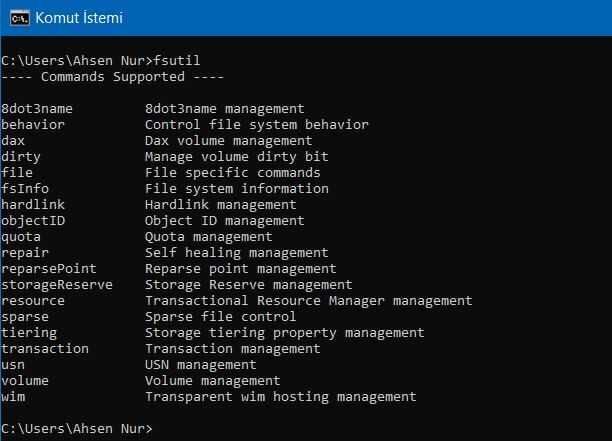 Komut İstemi
C:\Users\Ahsen Nur>fsutil
---- Commands Supported ----
8dot3name         8dot3name management
behavior          Control file system behavior
dax               Dax volume management
dirty             Manage volume dirty bit
file              File specific commands
fsInfo            File system information
hardlink          Hardlink management
objectID          Object ID management
quota             Quota management
repair            Self healing management
reparsePoint      Reparse point management
storageReserve    Storage Reserve management
resource          Transactional Resource Manager management
sparse            Sparse file control
tiering           Storage tiering property management
transaction       Transaction management
usn               USN management
volume            Volume management
wim               Transparent wim hosting management
C:\Users\Ahsen Nur>